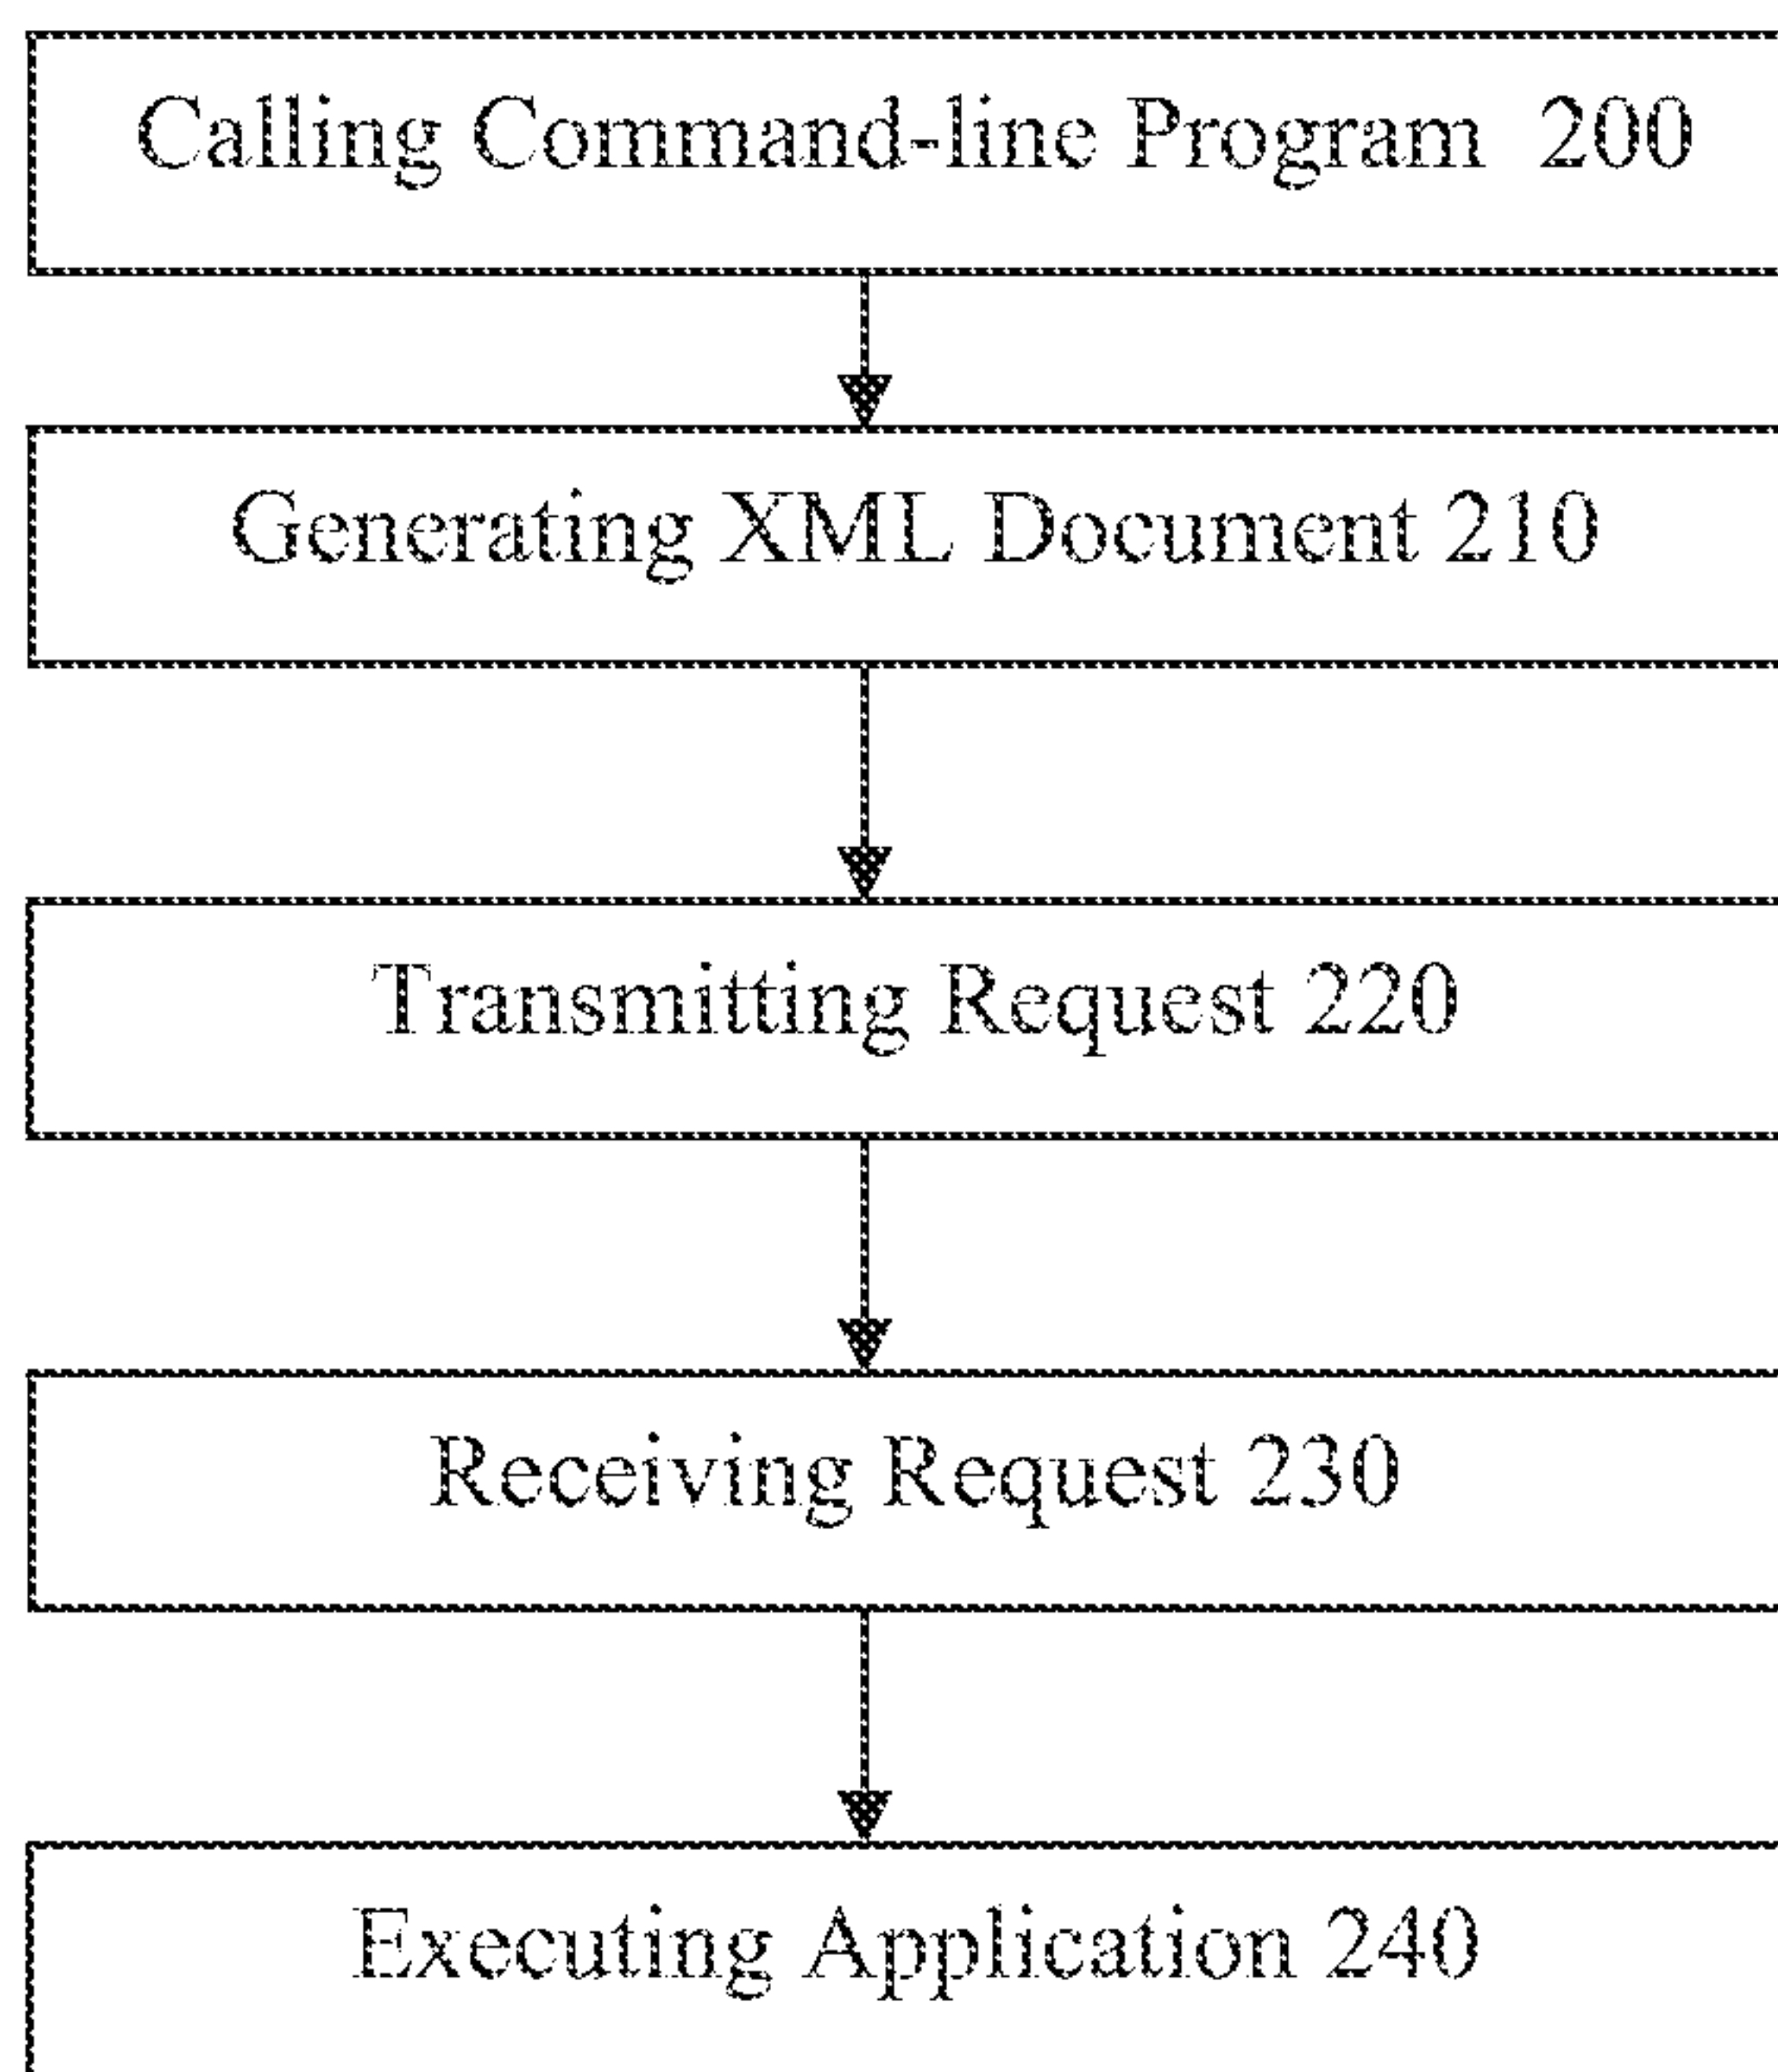 Calling Command-line Program 200
Generating XML Document 210
Transmitting Request 220
Receiving Request 230
Executing Application 240